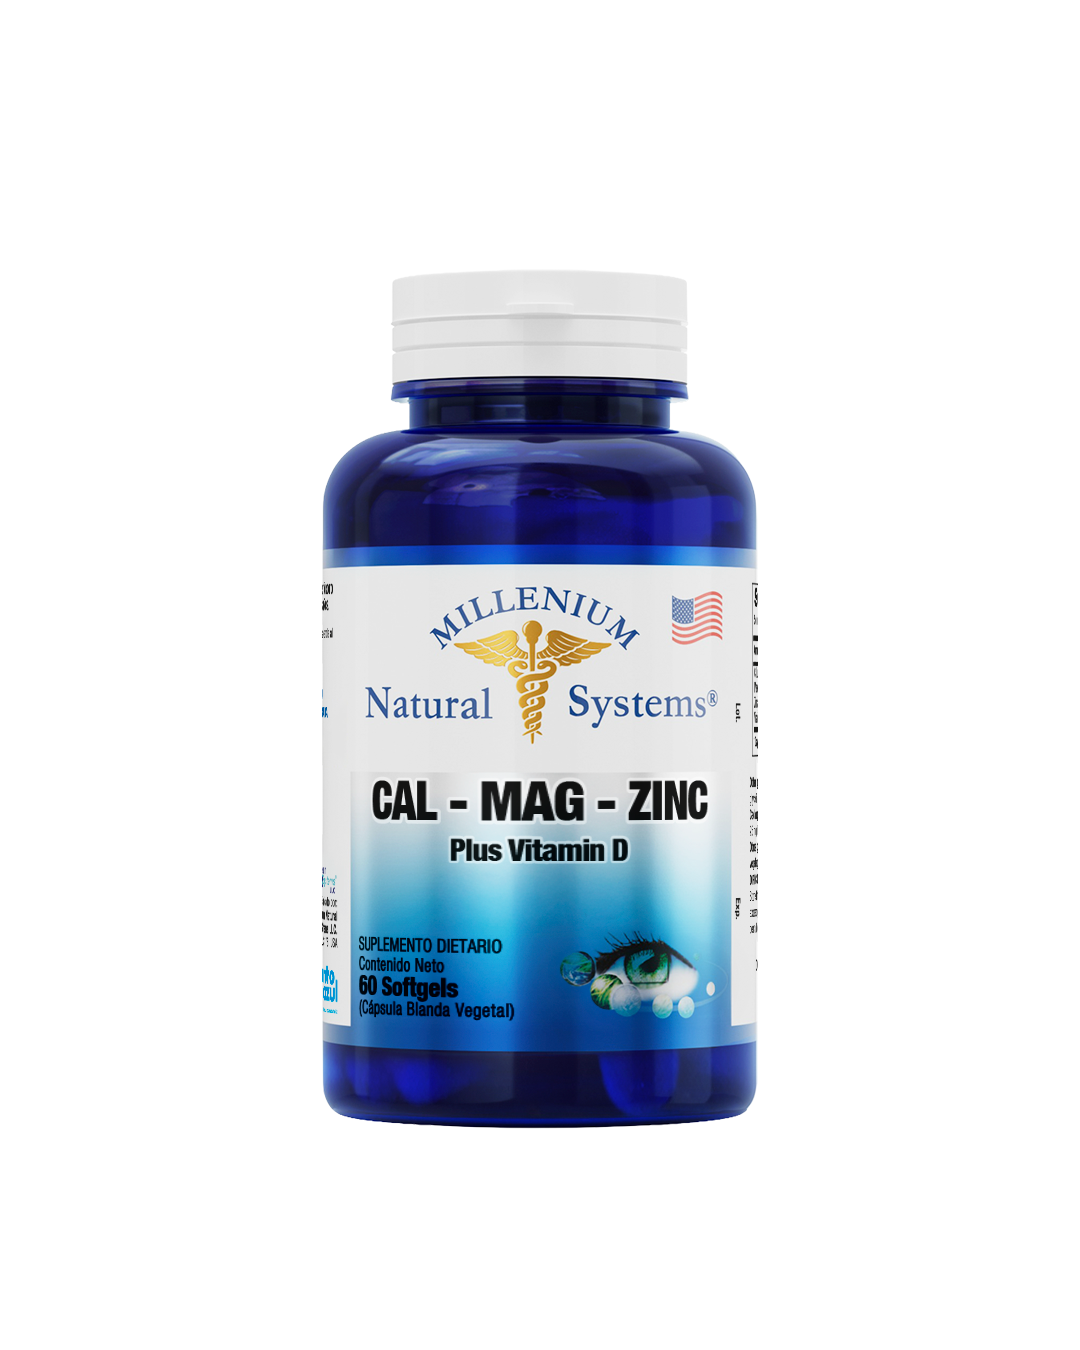 MILLENIUM
Natural Systems®
CAL - MAG - ZINC
Plus Vitamin D
SUPLEMENTO DIETARIO
Contenido Neto
60 Softgels
(Cápsula Blanda Vegetal)
Lot.
Exp.